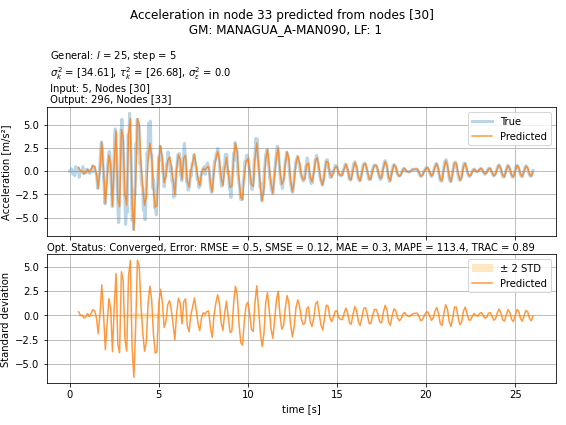 Acceleration in node 33 predicted from nodes [30]
GM: MANAGUA_A-MAN090, LF: 1
General: l = 25, step = 5
σ²ₖ = [34.61], τ²ₖ = [26.68], σ²ε = 0.0
Input: 5, Nodes [30]
Output: 296, Nodes [33]
Acceleration [m/s²]
5.0
2.5
0.0
−2.5
−5.0
True
Predicted
Opt. Status: Converged, Error: RMSE = 0.5, SMSE = 0.12, MAE = 0.3, MAPE = 113.4, TRAC = 0.89
Standard deviation
5.0
2.5
0.0
−2.5
−5.0
± 2 STD
Predicted
0 5 10 15 20 25
time [s]